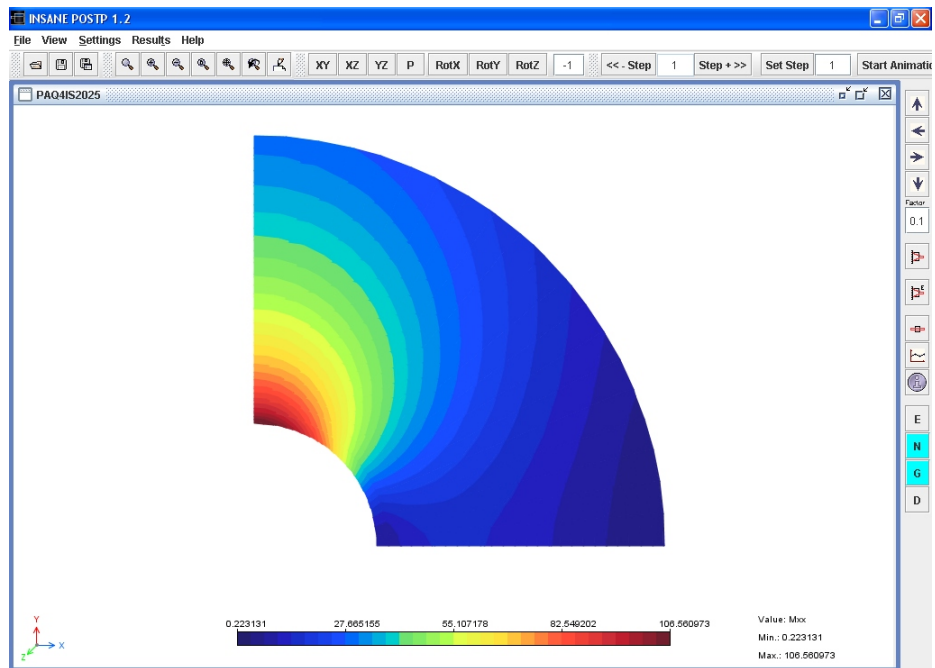 INSANE POSTP 1.2
File View Settings Results Help
XY XZ YZ P RotX RotY RotZ -1 << - Step 1 Step + >> Set Step 1 Start Animatic
PAQ4IS2025
Factor
0.1
E
E
N
G
D
0.223131 27,665155 55,107178 82,549202 106.560973
Value: Mxx
Min.: 0.223131
Max.: 106.560973
Y
X
Z